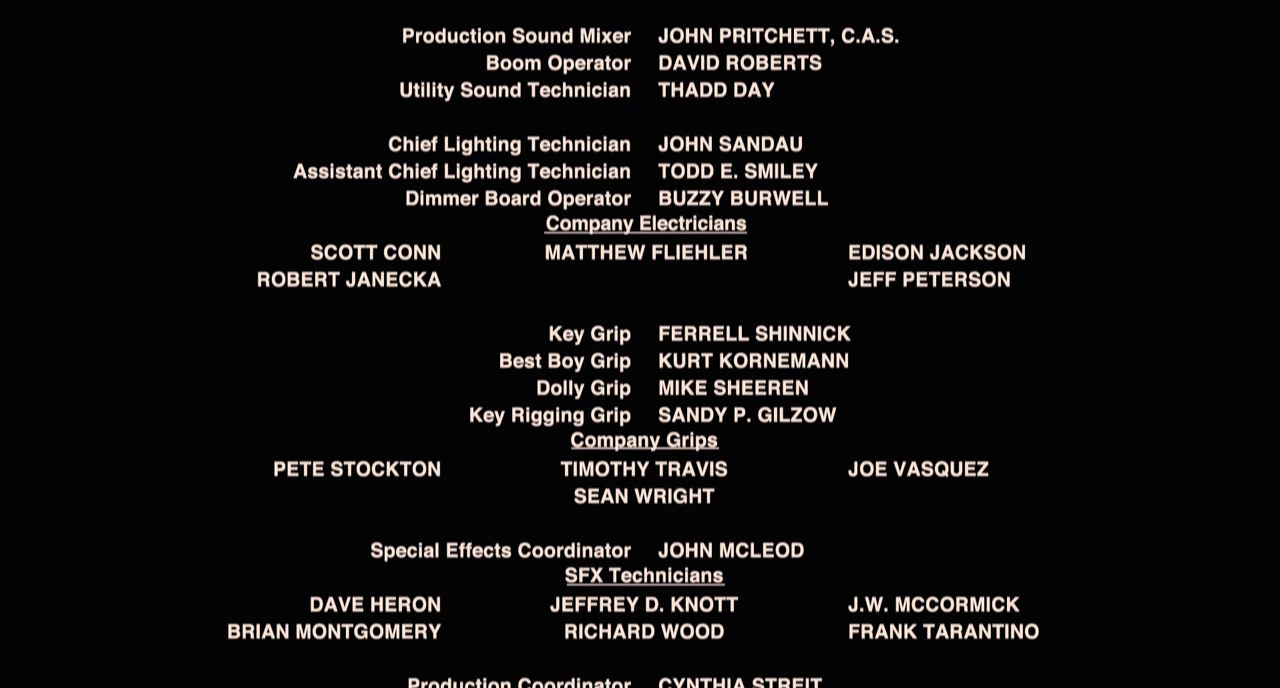 Production Sound Mixer JOHN PRITCHETT, C.A.S.
Boom Operator DAVID ROBERTS
Utility Sound Technician THADD DAY
Chief Lighting Technician JOHN SANDAU
Assistant Chief Lighting Technician TODD E. SMILEY
Dimmer Board Operator BUZZY BURWELL
Company Electricians
SCOTT CONN MATTHEW FLIEHLER EDISON JACKSON
ROBERT JANECKA JEFF PETERSON
Key Grip FERRELL SHINNICK
Best Boy Grip KURT KORNEMANN
Dolly Grip MIKE SHEEREN
Key Rigging Grip SANDY P. GILZOW
Company Grips
PETE STOCKTON TIMOTHY TRAVIS JOE VASQUEZ
SEAN WRIGHT
Special Effects Coordinator JOHN MCLEOD
SFX Technicians
DAVE HERON JEFFREY D. KNOTT J.W. MCCORMICK
BRIAN MONTGOMERY RICHARD WOOD FRANK TARANTINO
Production Coordinator CYNTHIA STREIT